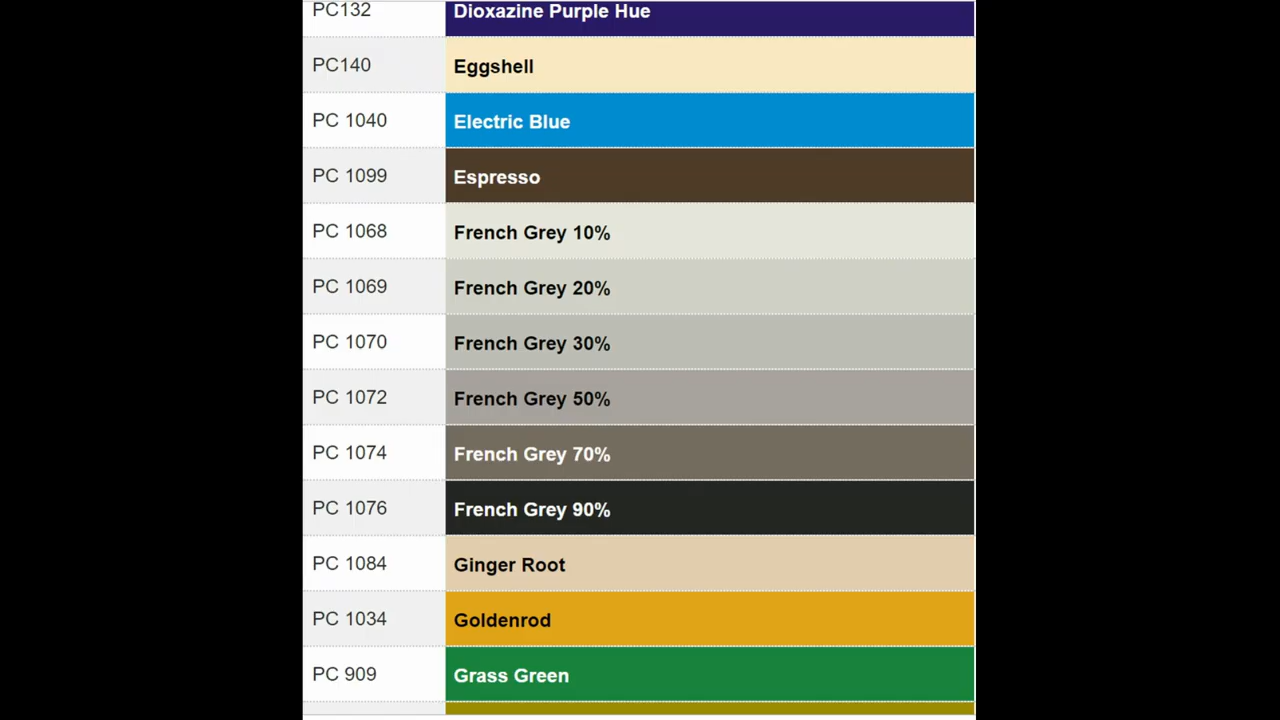 PC132 Dioxazine Purple Hue
PC140 Eggshell
PC 1040 Electric Blue
PC 1099 Espresso
PC 1068 French Grey 10%
PC 1069 French Grey 20%
PC 1070 French Grey 30%
PC 1072 French Grey 50%
PC 1074 French Grey 70%
PC 1076 French Grey 90%
PC 1084 Ginger Root
PC 1034 Goldenrod
PC 909 Grass Green